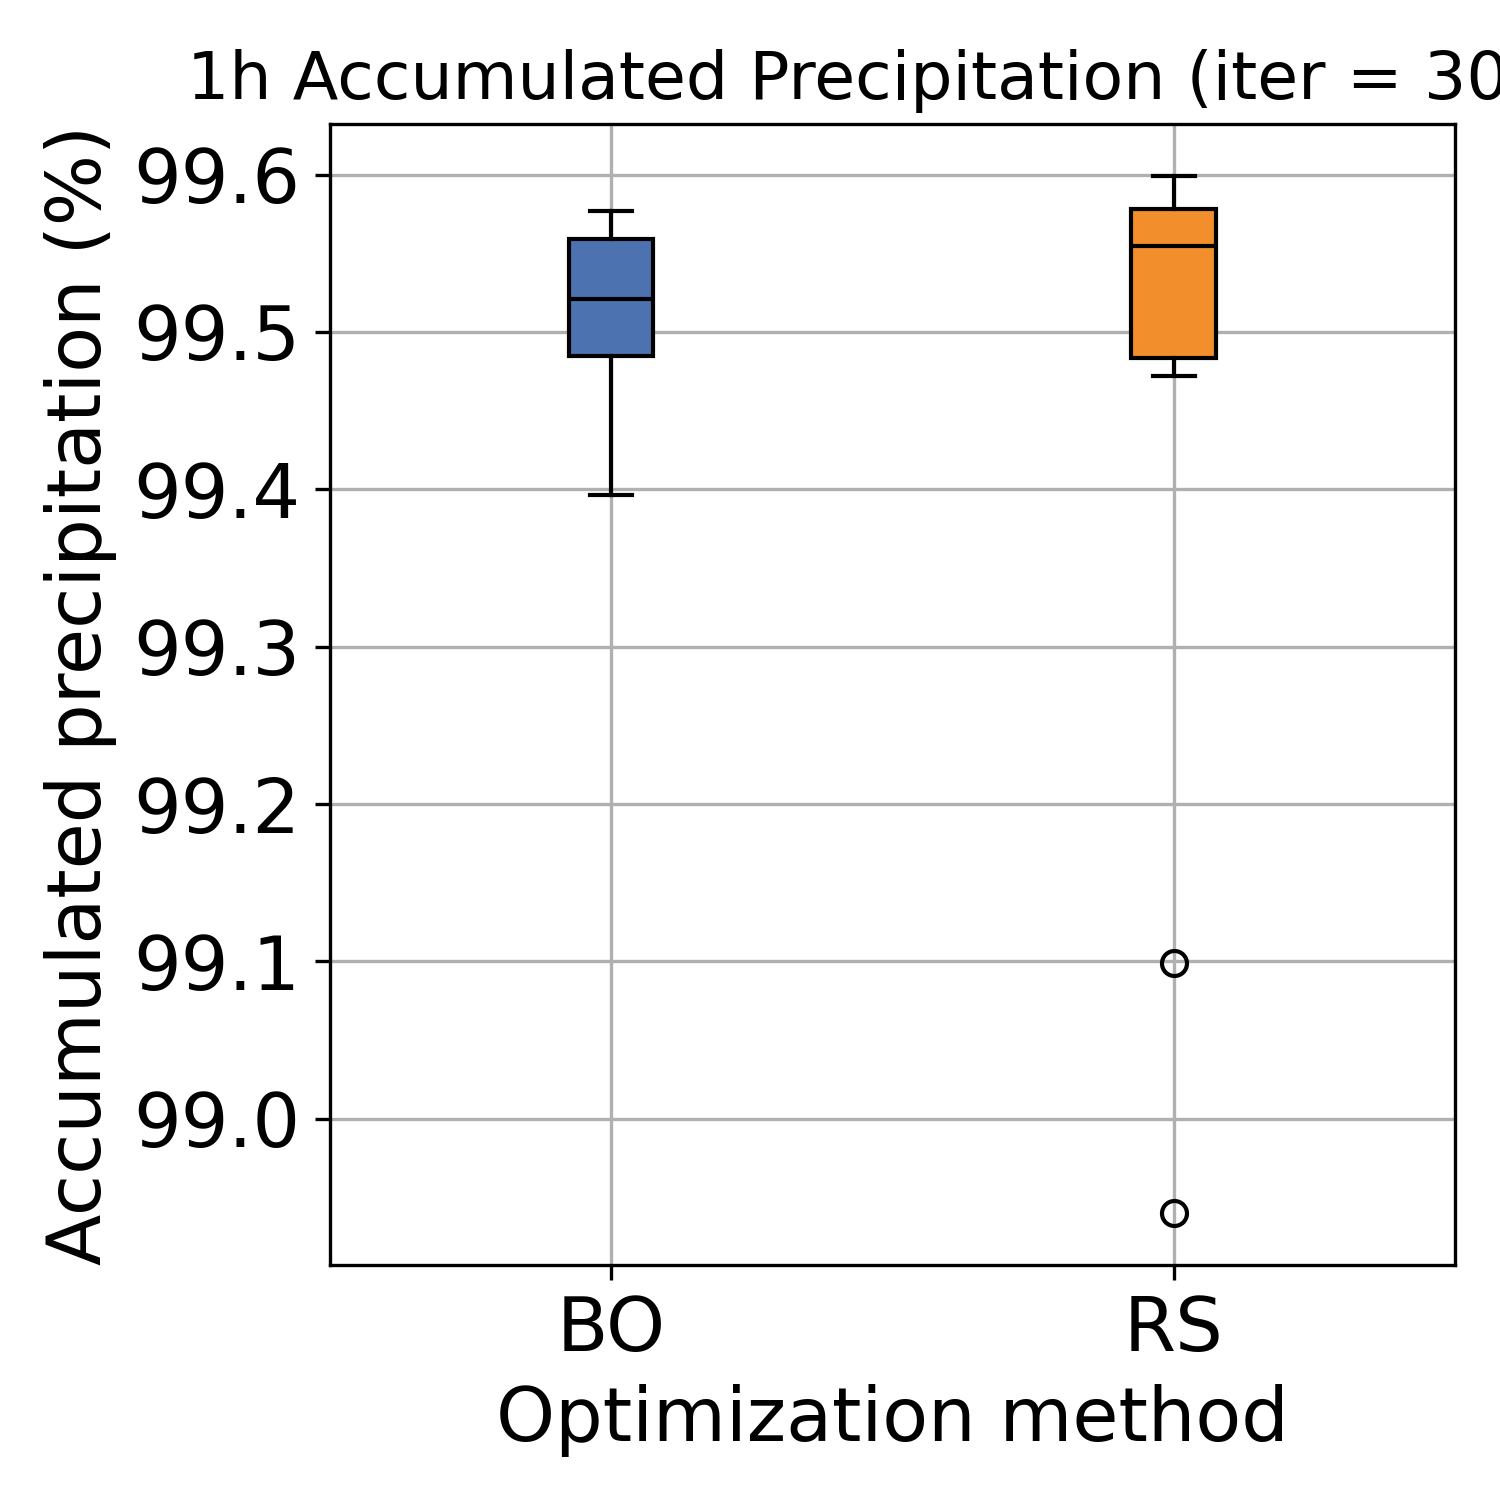 1h Accumulated Precipitation (iter = 30
Accumulated precipitation (%)
99.6
99.5
99.4
99.3
99.2
99.1
99.0
BO
RS
Optimization method